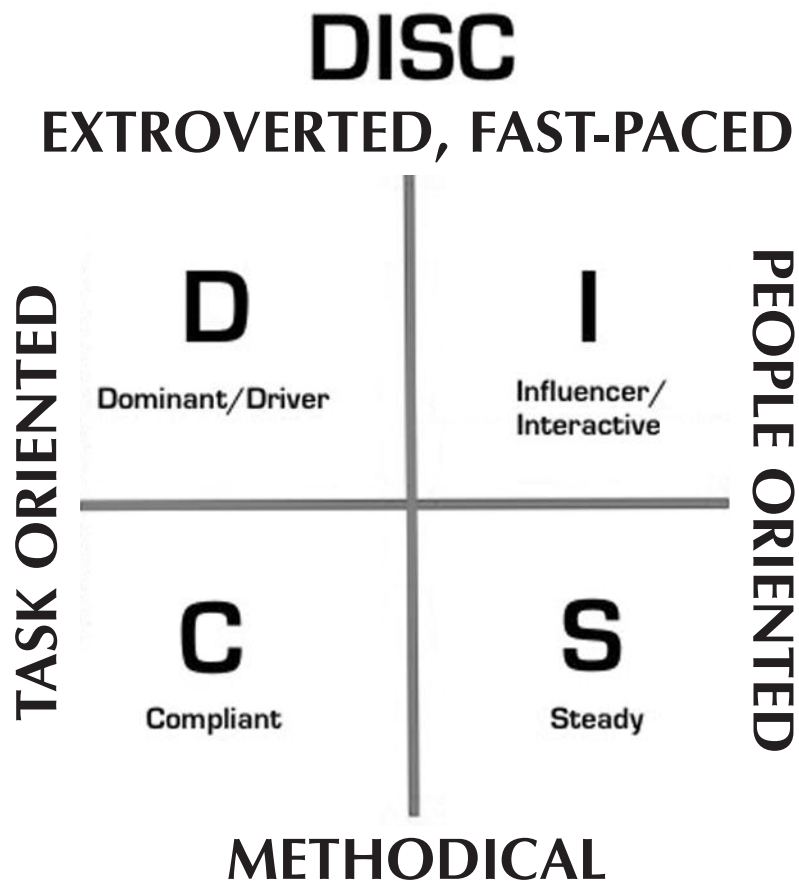 DISC
EXTROVERTED, FAST-PACED
TASK ORIENTED
D
Dominant/Driver
I
Influencer/
Interactive
PEOPLE ORIENTED
C
Compliant
S
Steady
METHODICAL